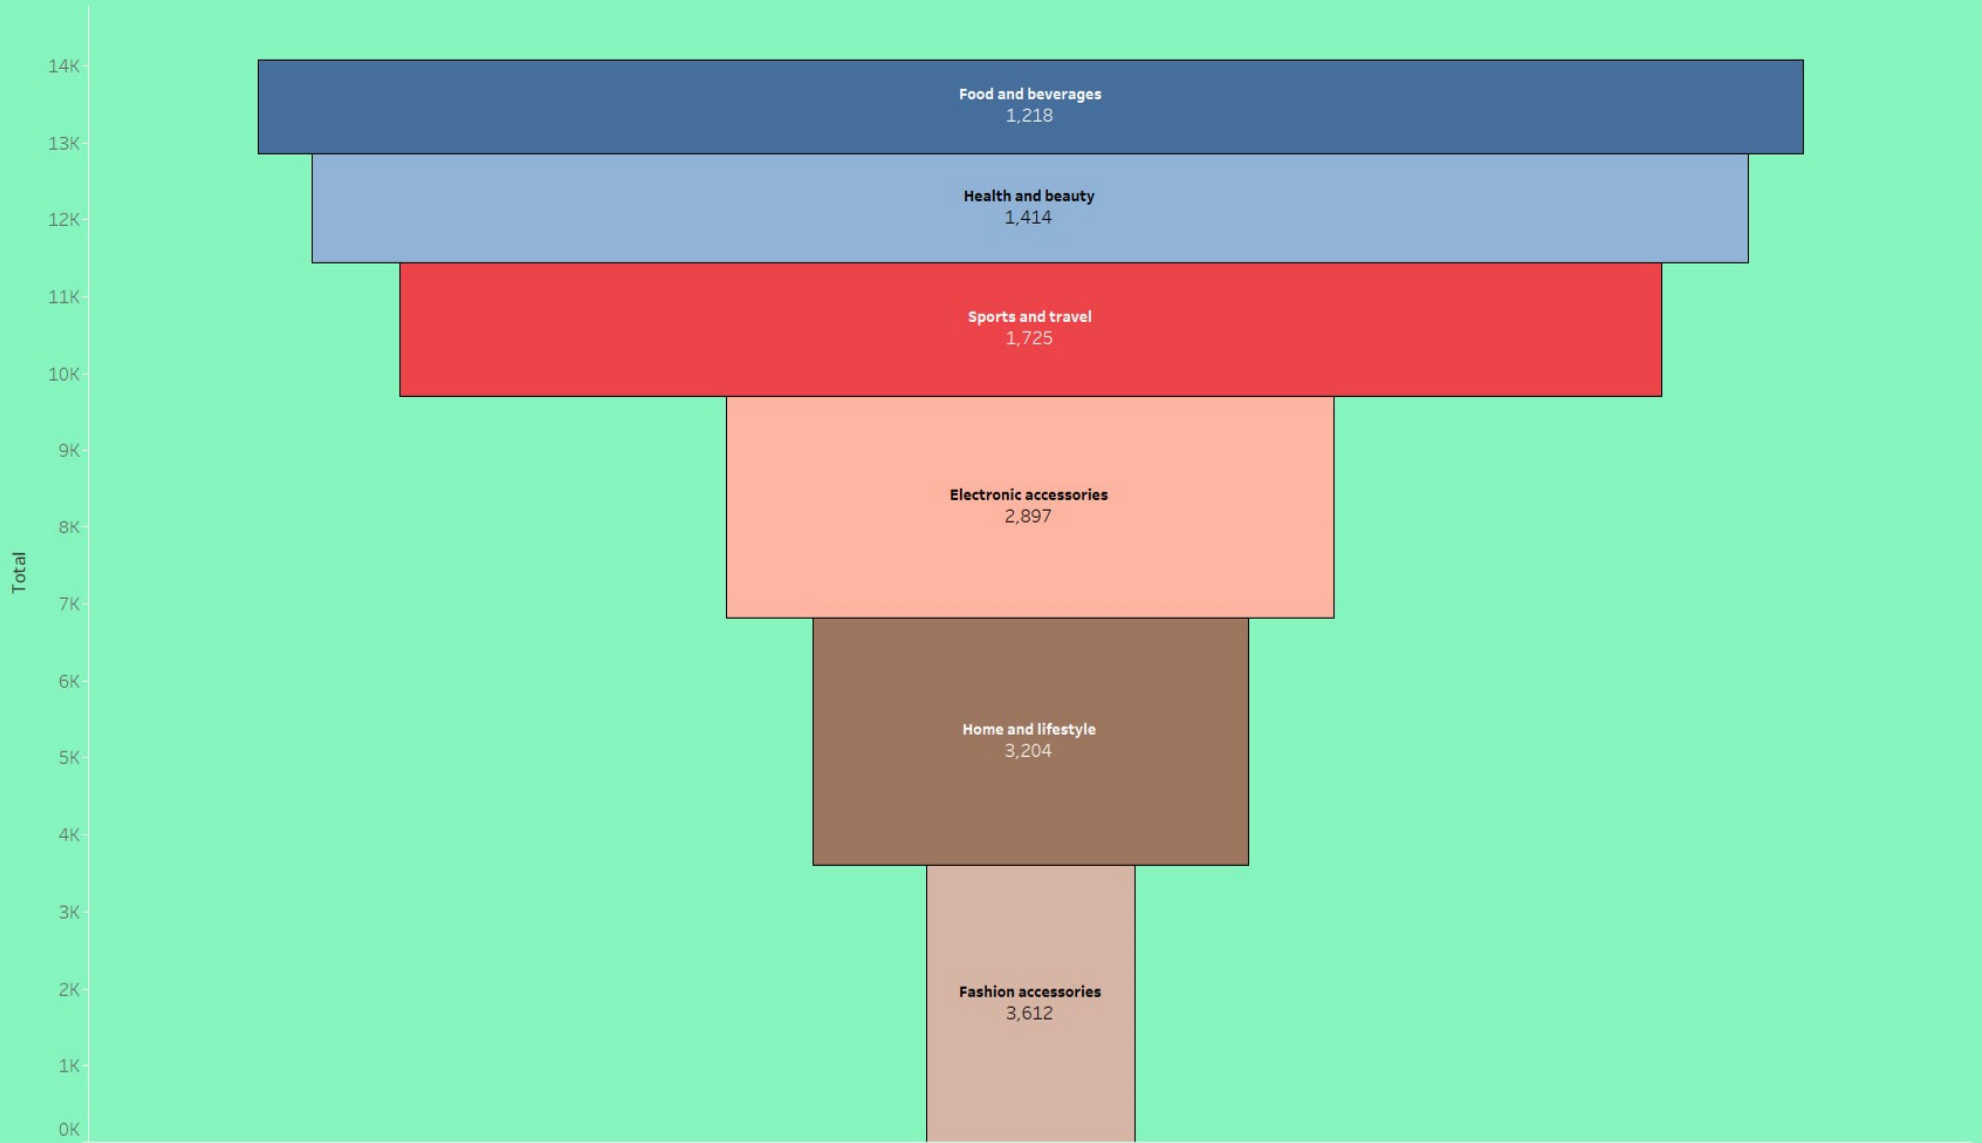 14K
13K
12K
11K
10K
9K
8K
7K
6K
5K
4K
3K
2K
1K
0K
Total
Food and beverages
1,218
Health and beauty
1,414
Sports and travel
1,725
Electronic accessories
2,897
Home and lifestyle
3,204
Fashion accessories
3,612